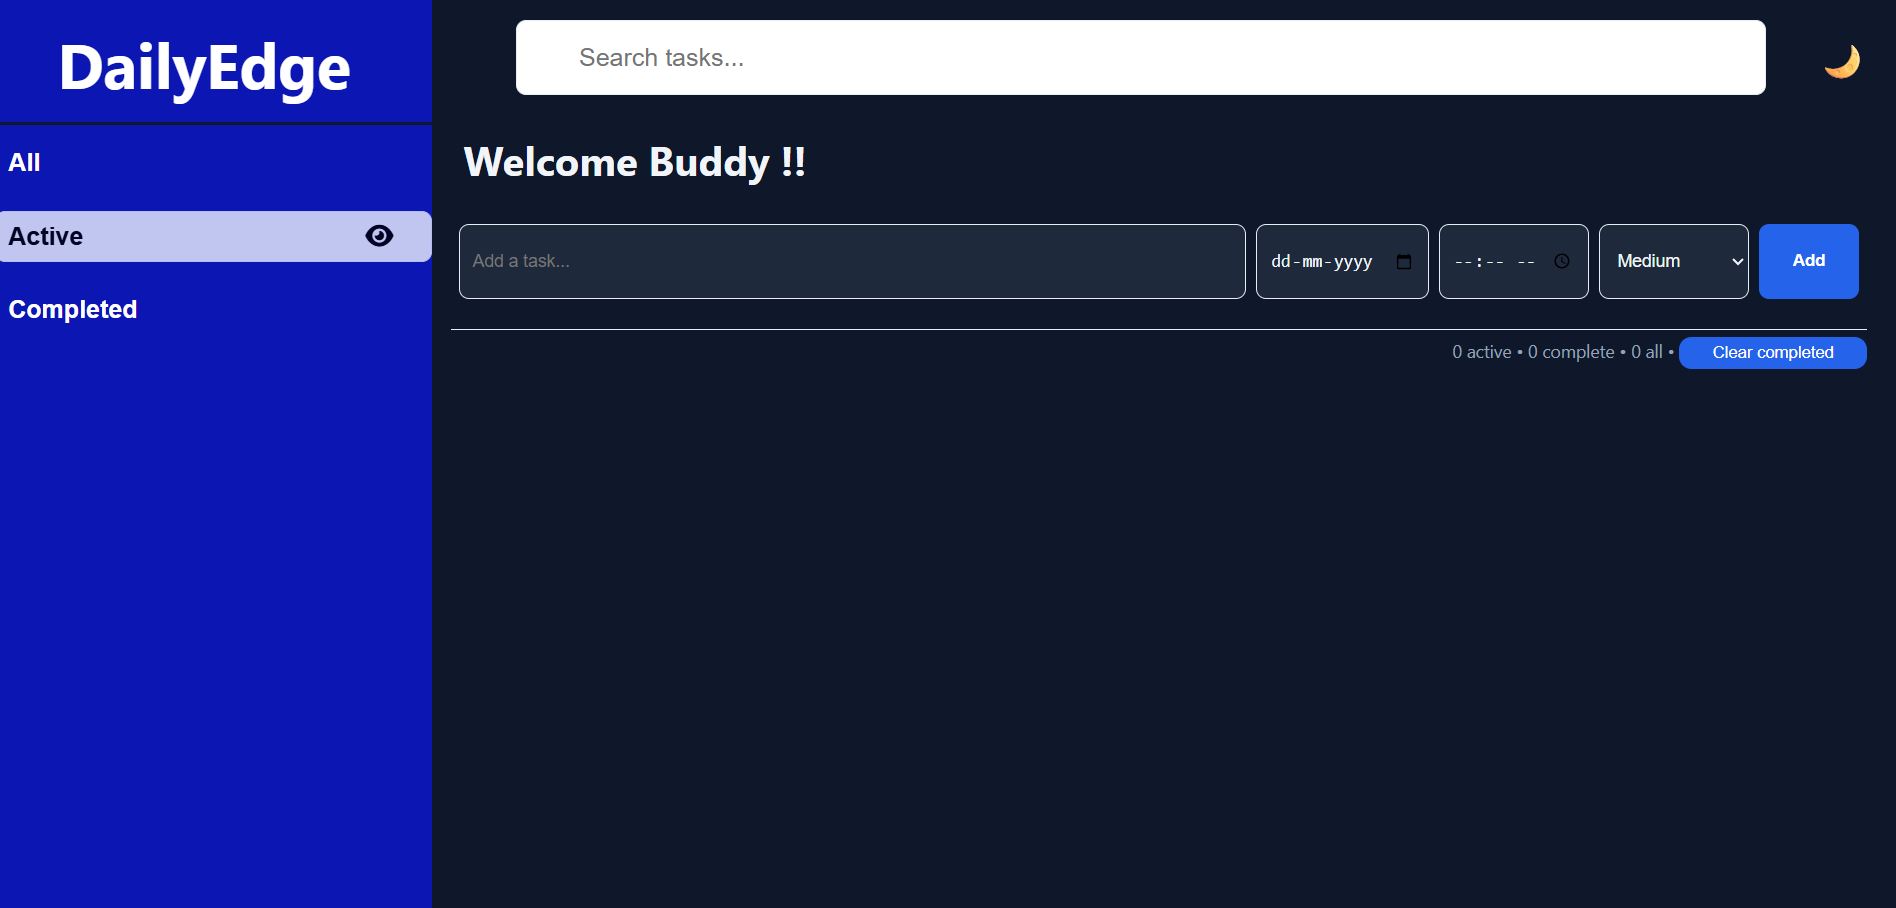 DailyEdge
All
Active
Completed
Search tasks...
Welcome Buddy !!
Add a task...
dd-mm-yyyy
--:-- --
Medium
Add
0 active • 0 complete • 0 all • Clear completed